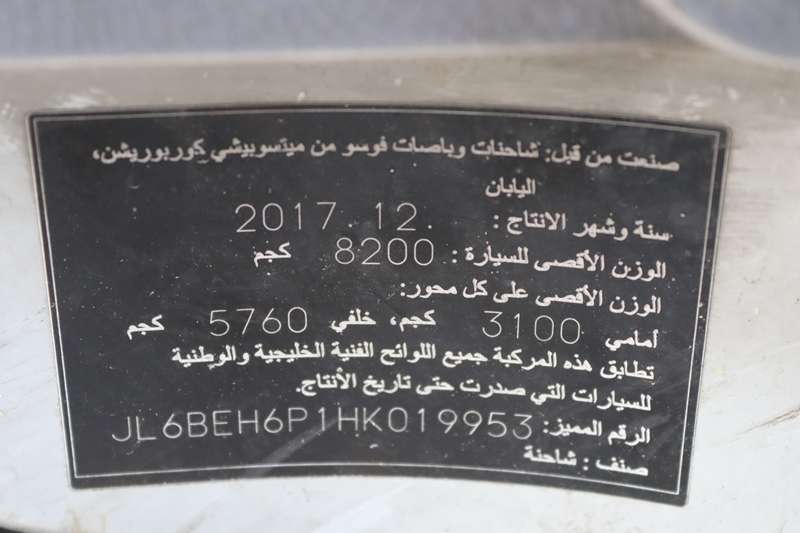 صنعت من قبل: شاحنات وباصات فوسو من ميتسوبيشي كوربوريشن،
اليابان
سنة وشهر الانتاج : 2017. 12.
الوزن الأقصى للسيارة : 8200 كجم
الوزن الأقصى على كل محور:
أمامي 3100 كجم، خلفي 5760 كجم
تطابق هذه المركبة جميع اللوائح الفنية الخليجية والوطنية
للسيارات التي صدرت حتى تاريخ الأنتاج.
الرقم المميز: JL6BEH6P1HK019953
صنف : شاحنة